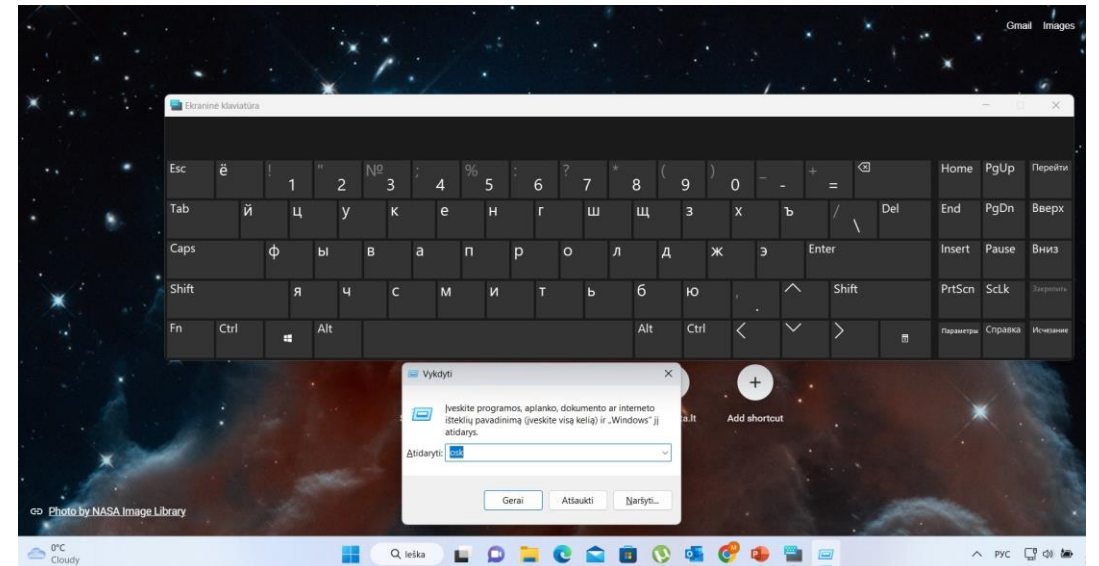 Gmail Images
Ekraninė klaviatūra
Esc ё ! 1 " 2 № 3 ; 4 % 5 : 6 ? 7 * 8 ( 9 ) 0 _ - + = Home PgUp Перейти
Tab й ц у к е н г ш щ з х ъ / \ Del End PgDn Вверх
Caps ф ы в а п р о л д ж э Enter Insert Pause Вниз
Shift я ч с м и т ь б ю , . Shift PrtScn ScLk Закрепить
Fn Ctrl Alt Alt Ctrl Параметры Справка Исчезание
Vykdyti
Įveskite programos, aplanko, dokumento ar interneto
išteklių pavadinimą (įveskite visą kelią) ir „Windows“ jį
atidarys.
Atidaryti: osk
Gerai Atšaukti Naršyti...
a.lt Add shortcut
Photo by NASA Image Library
0°C
Cloudy
Ieška
РУС